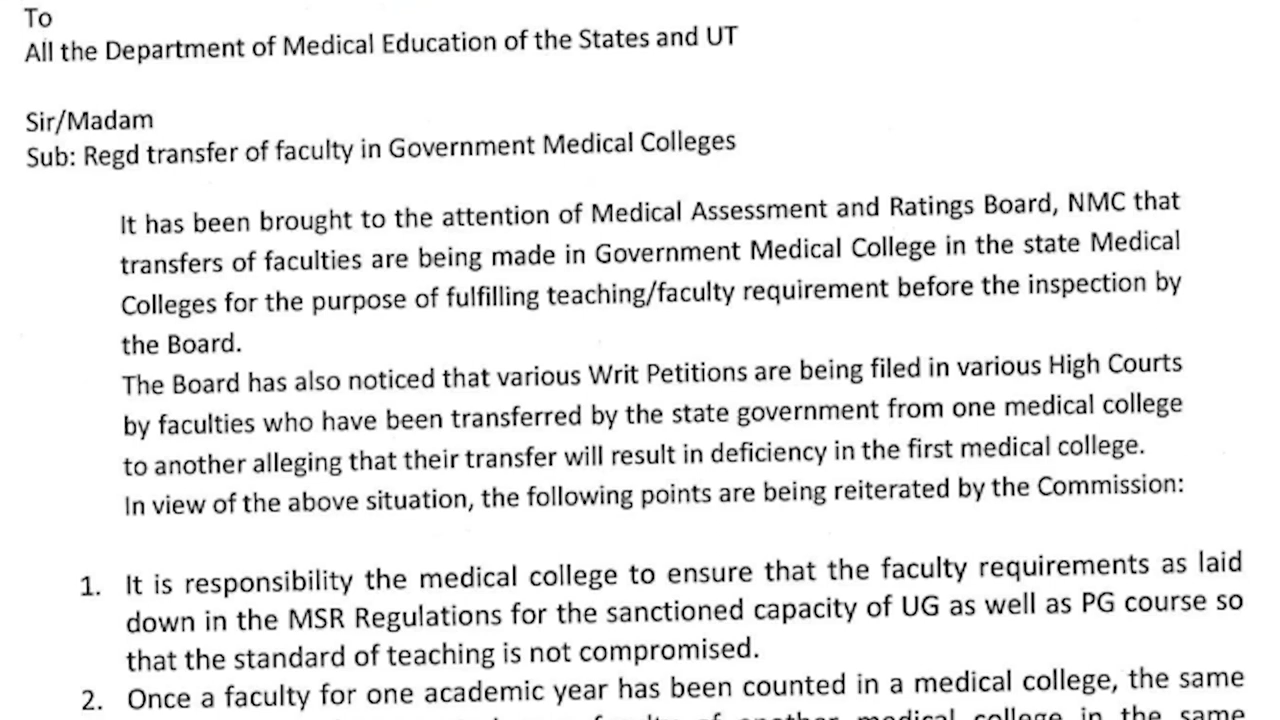 To
All the Department of Medical Education of the States and UT
Sir/Madam
Sub: Regd transfer of faculty in Government Medical Colleges
It has been brought to the attention of Medical Assessment and Ratings Board, NMC that
transfers of faculties are being made in Government Medical College in the state Medical
Colleges for the purpose of fulfilling teaching/faculty requirement before the inspection by
the Board.
The Board has also noticed that various Writ Petitions are being filed in various High Courts
by faculties who have been transferred by the state government from one medical college
to another alleging that their transfer will result in deficiency in the first medical college.
In view of the above situation, the following points are being reiterated by the Commission:
1. It is responsibility the medical college to ensure that the faculty requirements as laid
down in the MSR Regulations for the sanctioned capacity of UG as well as PG course so
that the standard of teaching is not compromised.
2. Once a faculty for one academic year has been counted in a medical college, the same
faculty of another medical college in the same